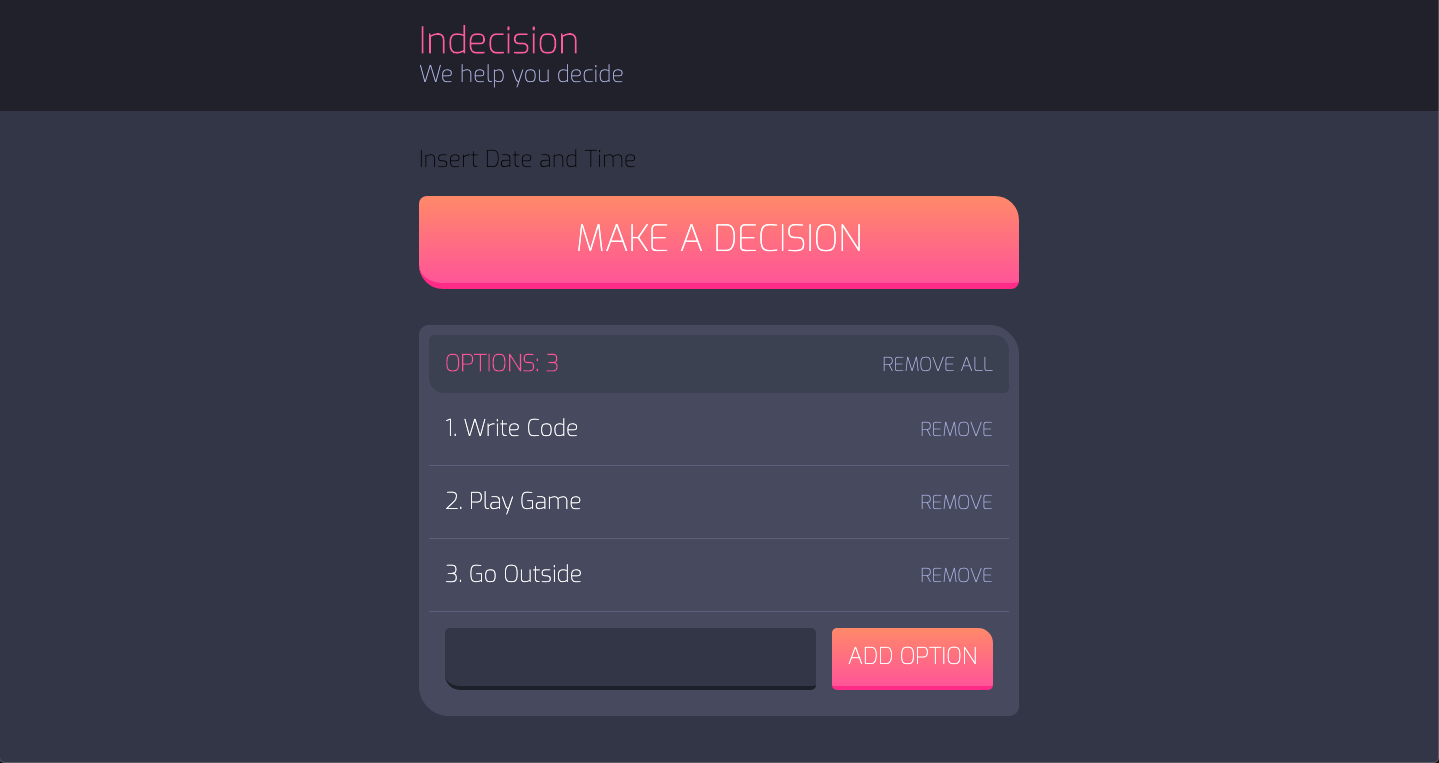 Indecision
We help you decide
Insert Date and Time
MAKE A DECISION
OPTIONS: 3 REMOVE ALL
1. Write Code REMOVE
2. Play Game REMOVE
3. Go Outside REMOVE
ADD OPTION